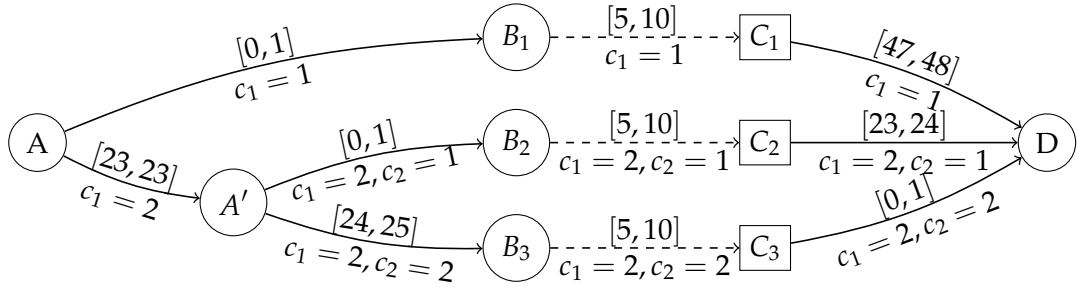 A
[0, 1]
c₁ = 1
B₁
[5, 10]
c₁ = 1
C₁
[47, 48]
c₁ = 1
[23, 23]
c₁ = 2
A′
[0, 1]
c₁ = 2, c₂ = 1
B₂
[5, 10]
c₁ = 2, c₂ = 1
C₂
[23, 24]
c₁ = 2, c₂ = 1
D
[24, 25]
c₁ = 2, c₂ = 2
B₃
[5, 10]
c₁ = 2, c₂ = 2
C₃
[0, 1]
c₁ = 2, c₂ = 2